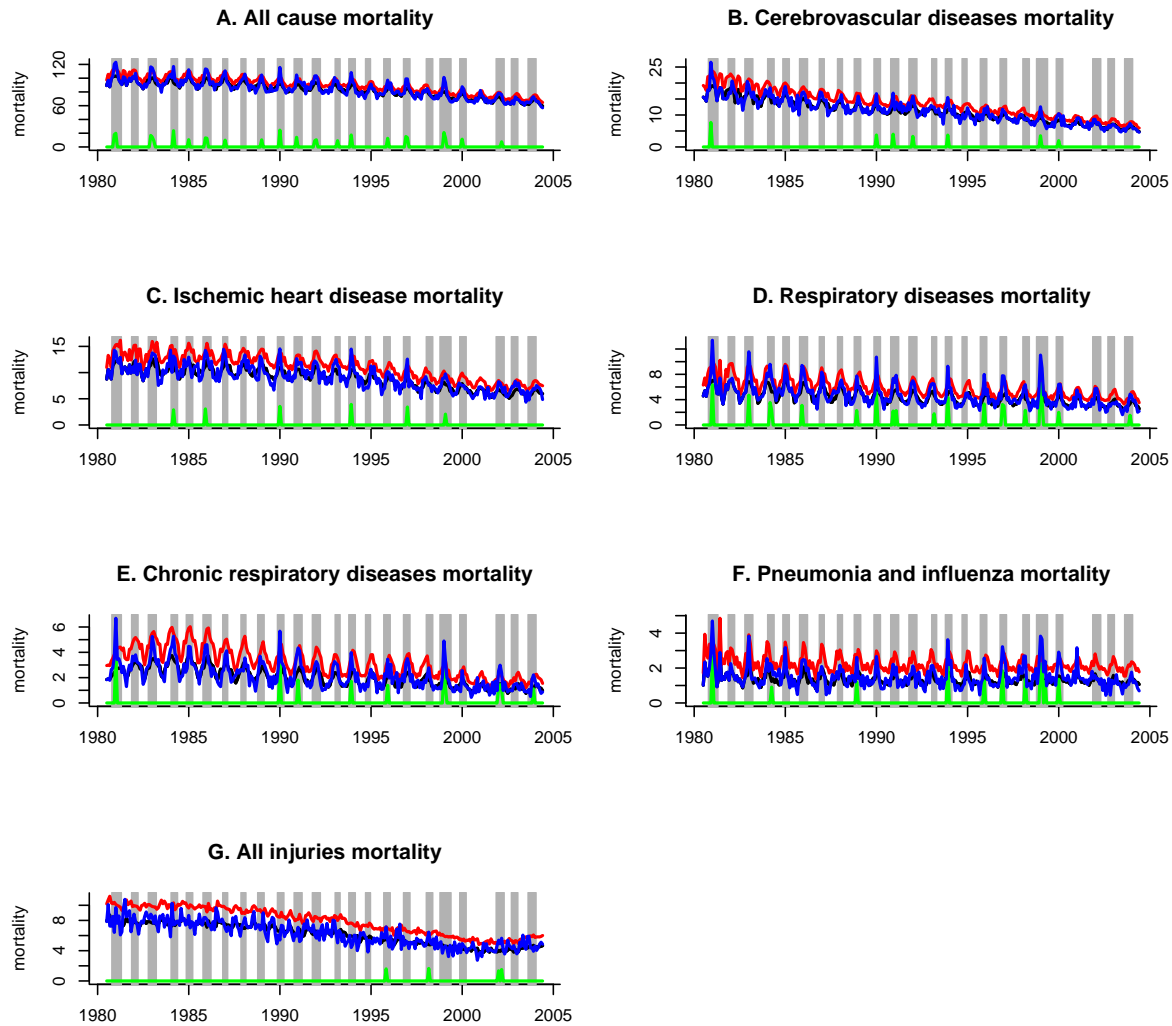 A. All cause mortality
mortality
0 60 120
1980 1985 1990 1995 2000 2005
B. Cerebrovascular diseases mortality
mortality
0 10 25
1980 1985 1990 1995 2000 2005
C. Ischemic heart disease mortality
mortality
0 5 15
1980 1985 1990 1995 2000 2005
D. Respiratory diseases mortality
mortality
0 4 8
1980 1985 1990 1995 2000 2005
E. Chronic respiratory diseases mortality
mortality
0 2 4 6
1980 1985 1990 1995 2000 2005
F. Pneumonia and influenza mortality
mortality
0 2 4
1980 1985 1990 1995 2000 2005
G. All injuries mortality
mortality
0 4 8
1980 1985 1990 1995 2000 2005